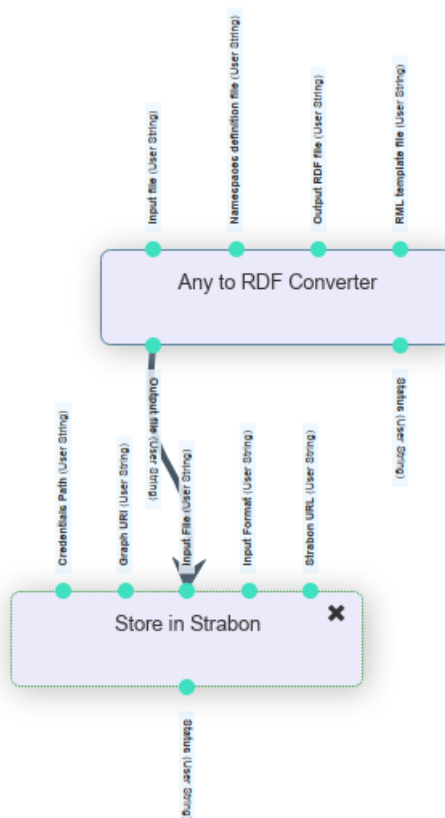 Input file (User String)
Namespaces definition file (User String)
Output RDF file (User String)
RML template file (User String)
Any to RDF Converter
Output file (User String)
Status (User String)
Credentials Path (User String)
Graph URI (User String)
Input File (User String)
Input Format (User String)
Strabon URL (User String)
Store in Strabon
Status (User String)